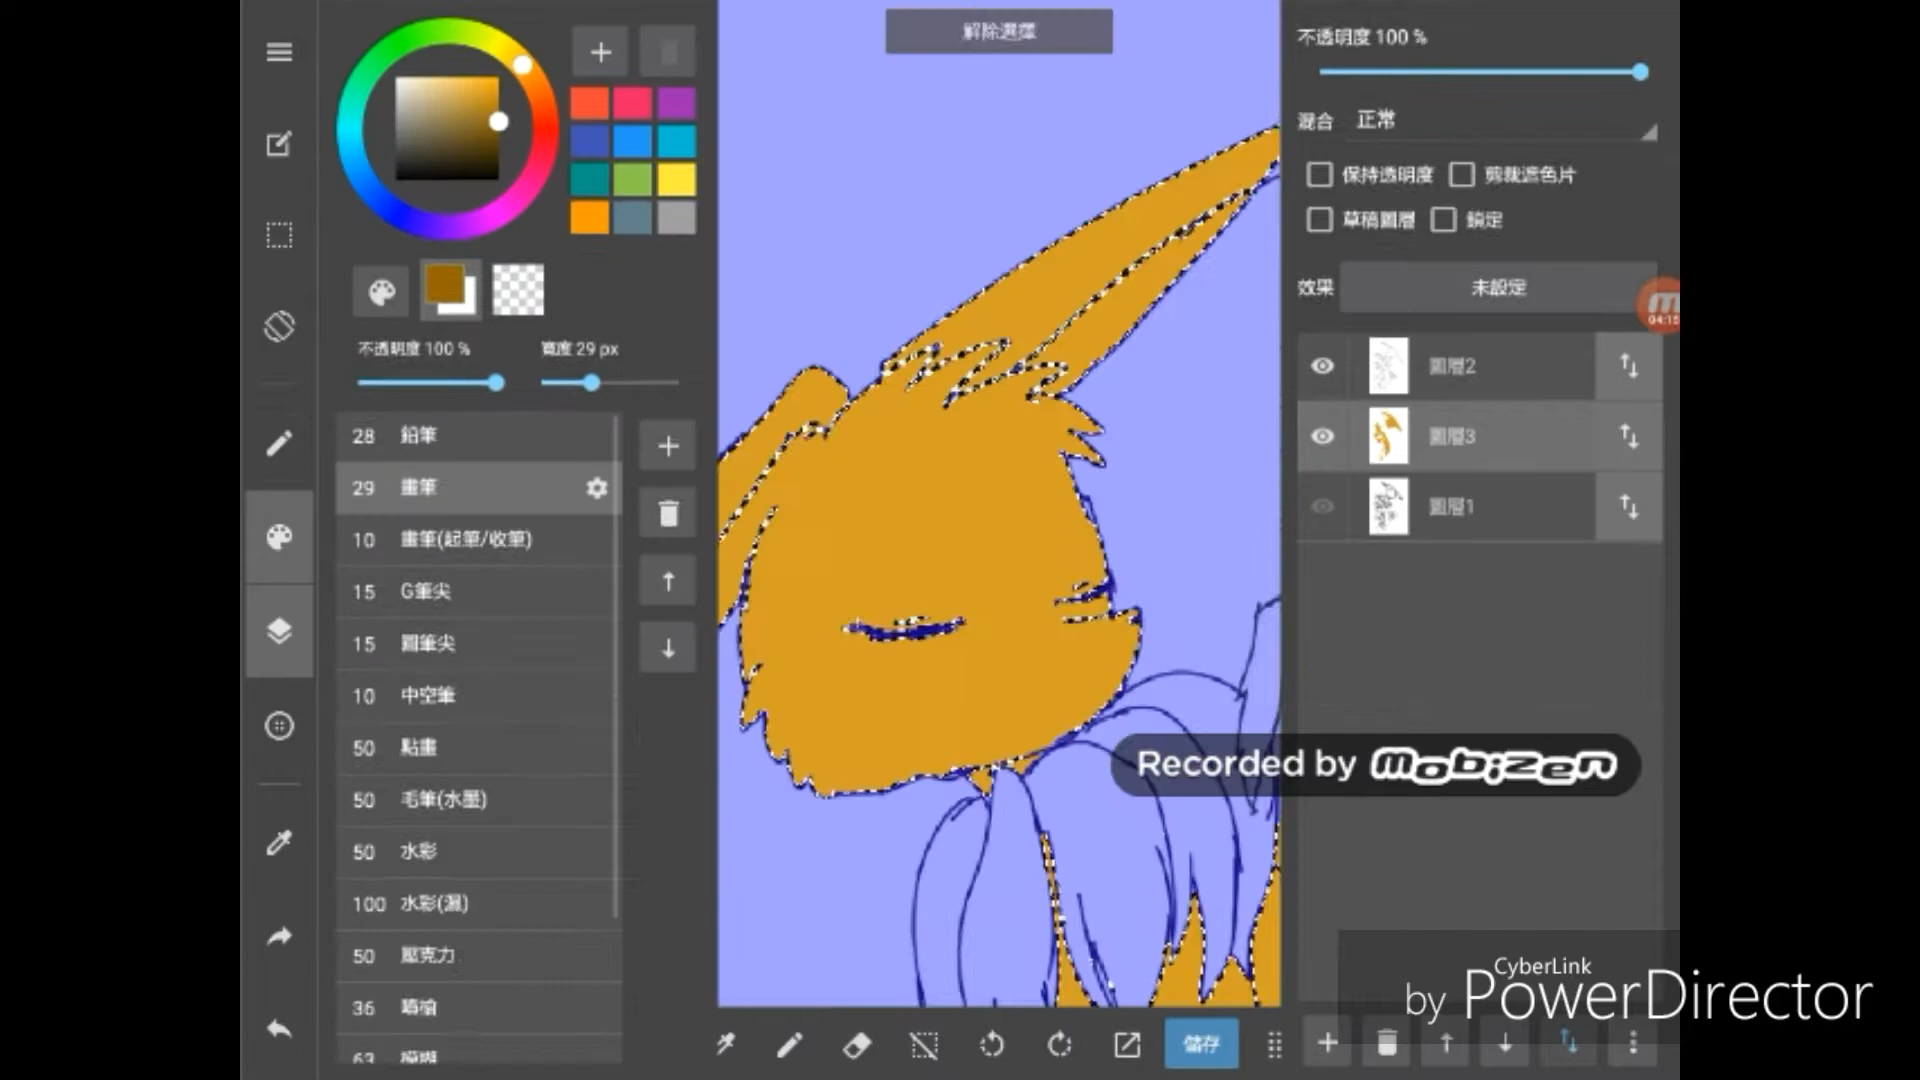 解除選擇
不透明度 100 %
混合 正常
保持透明度 剪裁遮色片
草稿圖層 鎖定
效果 未設定
04:15
不透明度 100 % 寬度 29 px
28 鉛筆
29 畫筆
10 畫筆(起筆/收筆)
15 G筆尖
15 圓筆尖
10 中空筆
50 點畫
50 毛筆(水墨)
50 水彩
100 水彩(濕)
50 壓克力
36 噴槍
63 模糊
圖層2
圖層3
圖層1
Recorded by mobizen
儲存
CyberLink
by PowerDirector